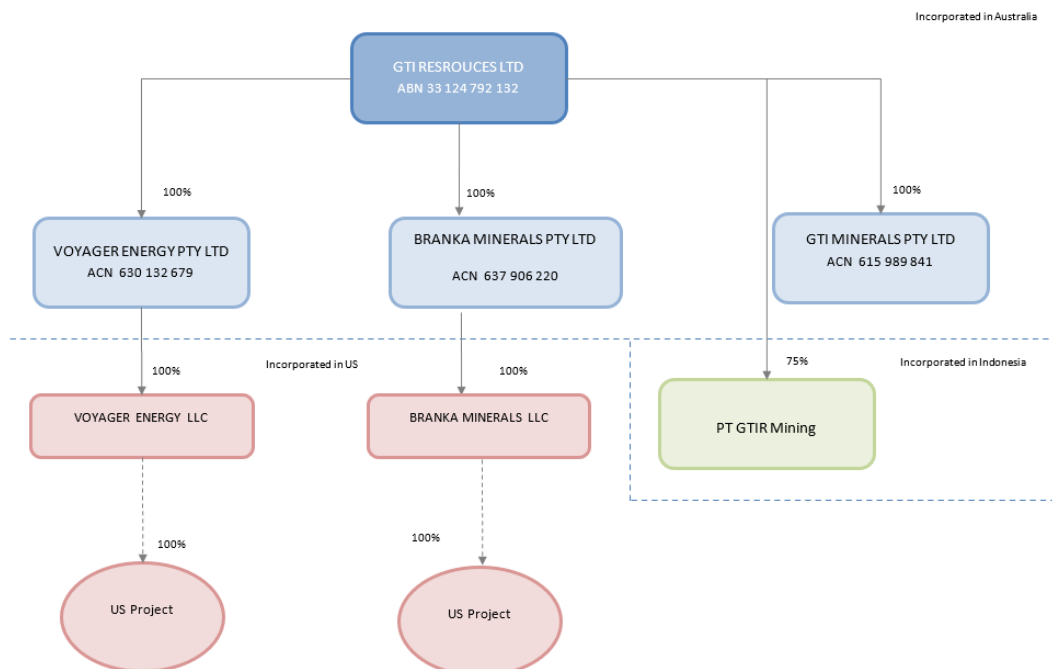 Incorporated in Australia
GTI RESROUCES LTD
ABN 33 124 792 132
100%
100%
100%
VOYAGER ENERGY PTY LTD
ACN 630 132 679
BRANKA MINERALS PTY LTD
ACN 637 906 220
GTI MINERALS PTY LTD
ACN 615 989 841
Incorporated in US
Incorporated in Indonesia
100%
100%
75%
VOYAGER ENERGY LLC
BRANKA MINERALS LLC
PT GTIR Mining
100%
100%
US Project
US Project